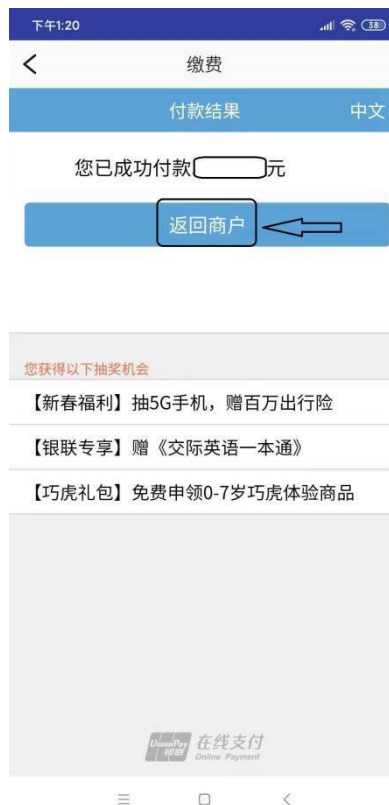 下午1:20
38
缴费
付款结果
中文
您已成功付款 元
返回商户
您获得以下抽奖机会
【新春福利】抽5G手机，赠百万出行险
【银联专享】赠《交际英语一本通》
【巧虎礼包】免费申领0-7岁巧虎体验商品
UnionPay
银联
在线支付
Online Payment